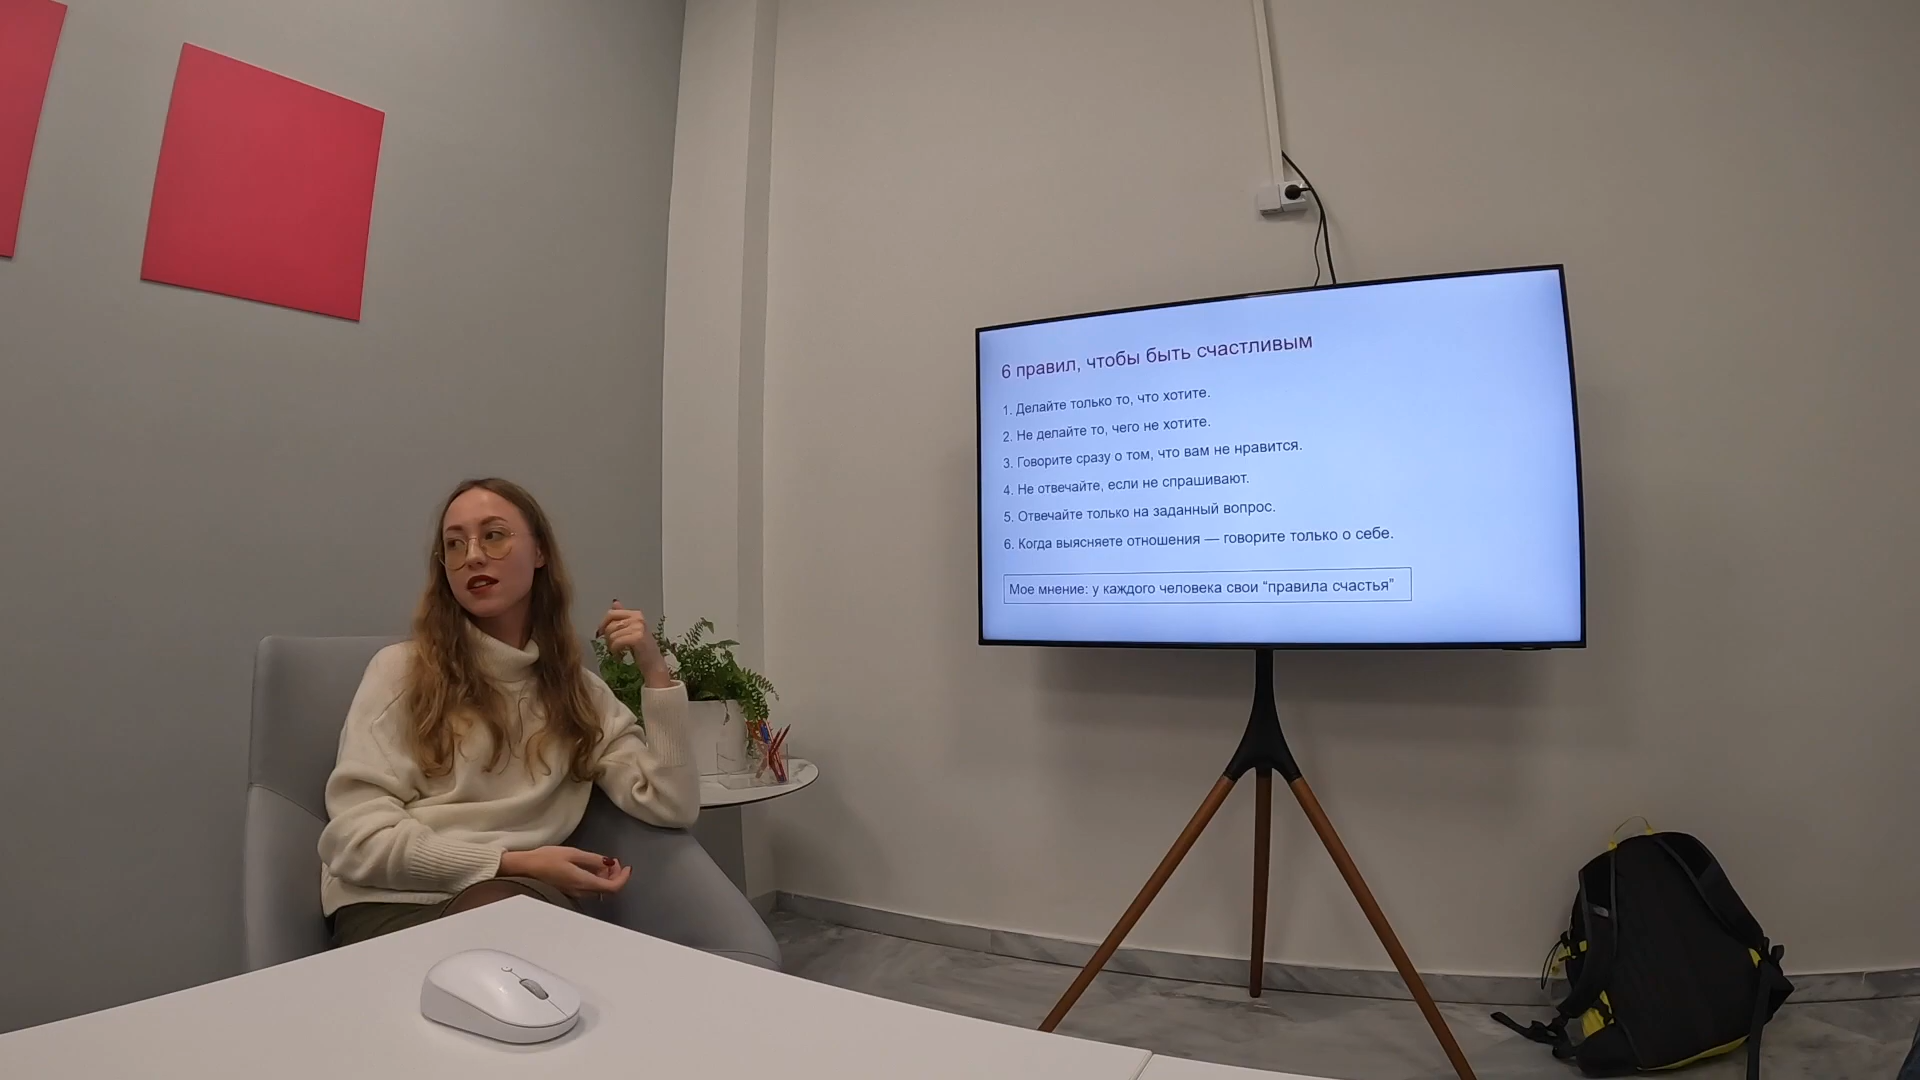 6 правил, чтобы быть счастливым
1. Делайте только то, что хотите.
2. Не делайте то, чего не хотите.
3. Говорите сразу о том, что вам не нравится.
4. Не отвечайте, если не спрашивают.
5. Отвечайте только на заданный вопрос.
6. Когда выясняете отношения — говорите только о себе.
Мое мнение: у каждого человека свои “правила счастья”